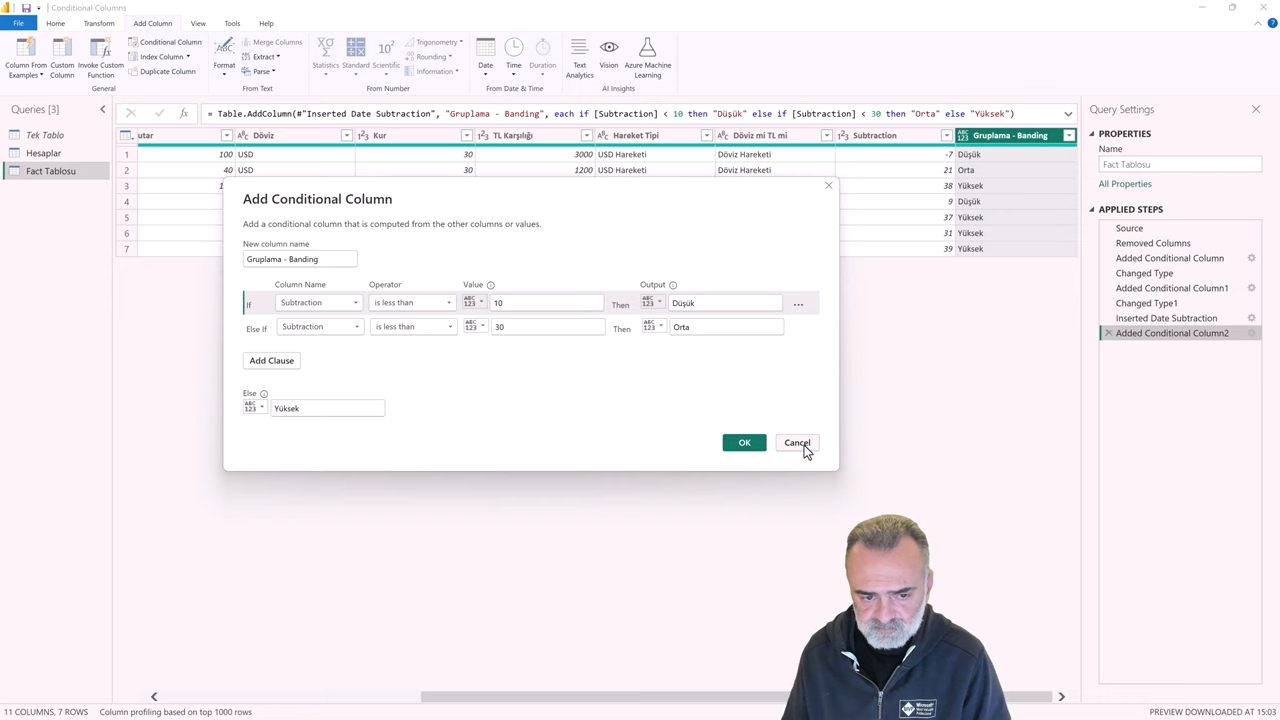 Conditional Columns
File Home Transform Add Column View Tools Help
Column From Examples
Custom Column
Invoke Custom Function
Conditional Column
Index Column
Duplicate Column
General
Format
Merge Columns
Extract
Parse
From Text
Statistics
Standard
Scientific
Trigonometry
Rounding
Information
From Number
Date
Time
Duration
From Date & Time
Text Analytics
Vision
Azure Machine Learning
AI Insights
Queries [3]
Tek Tablo
Hesaplar
Fact Tablosu
= Table.AddColumn(#"Inserted Date Subtraction", "Gruplama - Banding", each if [Subtraction] < 10 then "Düşük" else if [Subtraction] < 30 then "Orta" else "Yüksek")
utar Döviz Kur TL Karşılığı Hareket Tipi Döviz mi TL mi Subtraction Gruplama - Banding
1 100 USD 30 3000 USD Hareketi Döviz Hareketi -7 Düşük
2 40 USD 30 1200 USD Hareketi Döviz Hareketi 21 Orta
3 38 Yüksek
4 9 Düşük
5 37 Yüksek
6 31 Yüksek
7 39 Yüksek
Add Conditional Column
Add a conditional column that is computed from the other columns or values.
New column name
Gruplama - Banding
Column Name Operator Value Output
If Subtraction is less than ABC 123 10 Then ABC 123 Düşük ...
Else If Subtraction is less than ABC 123 30 Then ABC 123 Orta
Add Clause
Else
ABC 123 Yüksek
OK Cancel
Query Settings
PROPERTIES
Name
Fact Tablosu
All Properties
APPLIED STEPS
Source
Removed Columns
Added Conditional Column
Changed Type
Added Conditional Column1
Changed Type1
Inserted Date Subtraction
Added Conditional Column2
11 COLUMNS, 7 ROWS Column profiling based on top 1000 rows
PREVIEW DOWNLOADED AT 15:03